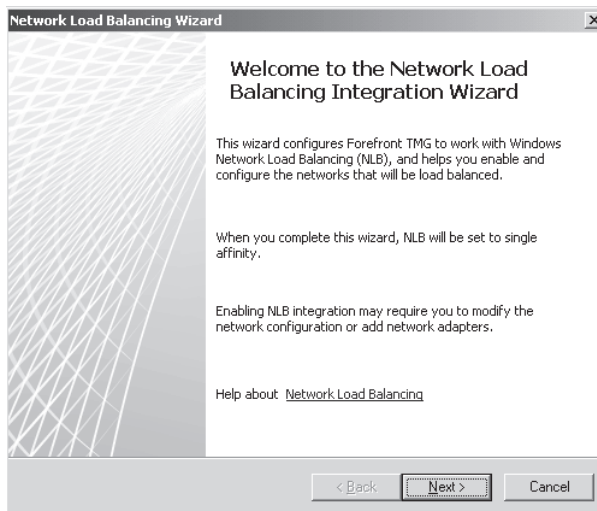 Network Load Balancing Wizard
Welcome to the Network Load
Balancing Integration Wizard
This wizard configures Forefront TMG to work with Windows
Network Load Balancing (NLB), and helps you enable and
configure the networks that will be load balanced.
When you complete this wizard, NLB will be set to single
affinity.
Enabling NLB integration may require you to modify the
network configuration or add network adapters.
Help about Network Load Balancing
< Back Next > Cancel